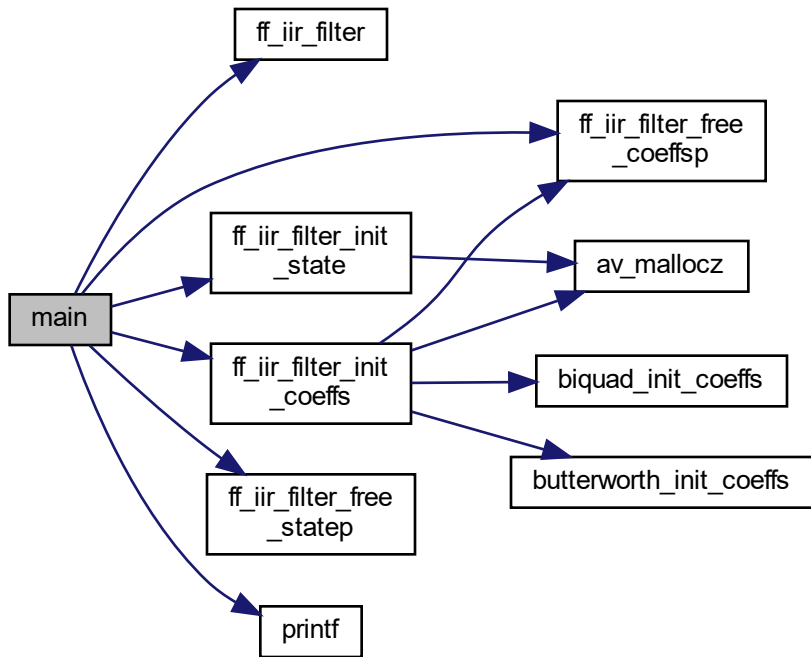 ff_iir_filter
ff_iir_filter_free
_coeffsp
ff_iir_filter_init
_state
av_mallocz
main
ff_iir_filter_init
_coeffs
biquad_init_coeffs
butterworth_init_coeffs
ff_iir_filter_free
_statep
printf